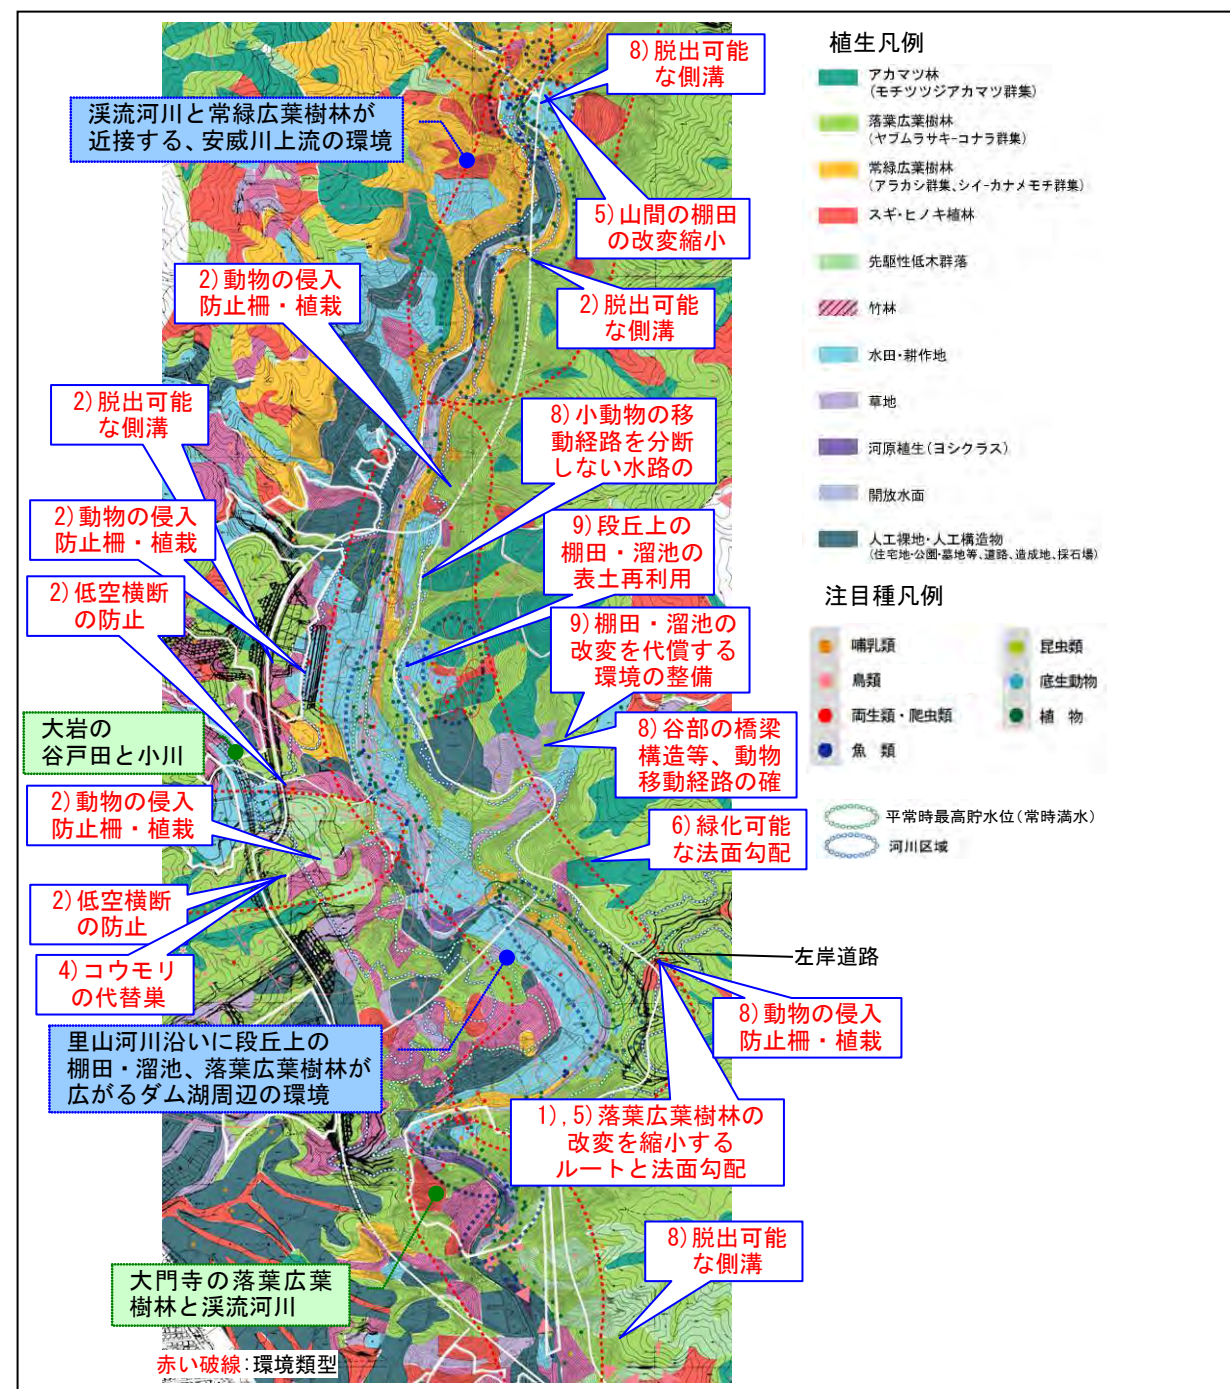 8)脱出可能
な側溝
渓流河川と常緑広葉樹林が
近接する、安威川上流の環境
5)山間の棚田
の改変縮小
2)動物の侵入
防止柵・植栽
2)脱出可能
な側溝
2)脱出可能
な側溝
8)小動物の移
動経路を分断
しない水路の
2)動物の侵入
防止柵・植栽
9)段丘上の
棚田・溜池の
表土再利用
2)低空横断
の防止
9)棚田・溜池の
改変を代償する
環境の整備
大岩の
谷戸田と小川
8)谷部の橋梁
構造等、動物
移動経路の確
2)動物の侵入
防止柵・植栽
6)緑化可能
な法面勾配
2)低空横断
の防止
4)コウモリ
の代替巣
左岸道路
8)動物の侵入
防止柵・植栽
里山河川沿いに段丘上の
棚田・溜池、落葉広葉樹林が
広がるダム湖周辺の環境
1),5)落葉広葉樹林の
改変を縮小する
ルートと法面勾配
8)脱出可能
な側溝
大門寺の落葉広葉
樹林と渓流河川
赤い破線:環境類型
植生凡例
アカマツ林
(モチツツジアカマツ群集)
落葉広葉樹林
(ヤブムラサキ-コナラ群集)
常緑広葉樹林
(アラカシ群集、シイ-カナメモチ群集)
スギ・ヒノキ植林
先駆性低木群落
竹林
水田・耕作地
草地
河原植生(ヨシクラス)
開放水面
人工裸地・人工構造物
(住宅地・公園・墓地等、道路、造成地、採石場)
注目種凡例
哺乳類
昆虫類
鳥類
底生動物
両生類・爬虫類
植 物
魚 類
平常時最高貯水位(常時満水)
河川区域